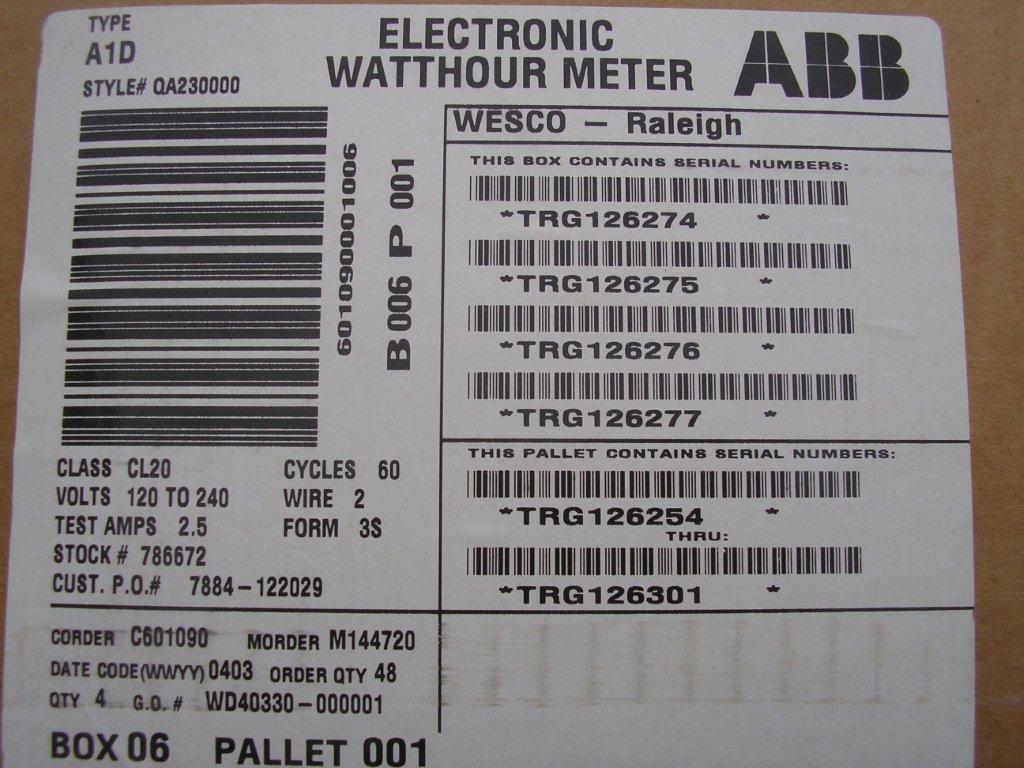 TYPE
A1D
STYLE# QA230000
ELECTRONIC
WATTHOUR METER
ABB
6010900001006
B 006 P 001
WESCO – Raleigh
THIS BOX CONTAINS SERIAL NUMBERS:
*TRG126274 *
*TRG126275 *
*TRG126276 *
*TRG126277 *
THIS PALLET CONTAINS SERIAL NUMBERS:
*TRG126254 *
THRU:
*TRG126301 *
CLASS CL20 CYCLES 60
VOLTS 120 TO 240 WIRE 2
TEST AMPS 2.5 FORM 3S
STOCK # 786672
CUST. P.O.# 7884-122029
CORDER C601090 MORDER M144720
DATE CODE(WWYY) 0403 ORDER QTY 48
QTY 4 G.O. # WD40330-000001
BOX 06 PALLET 001